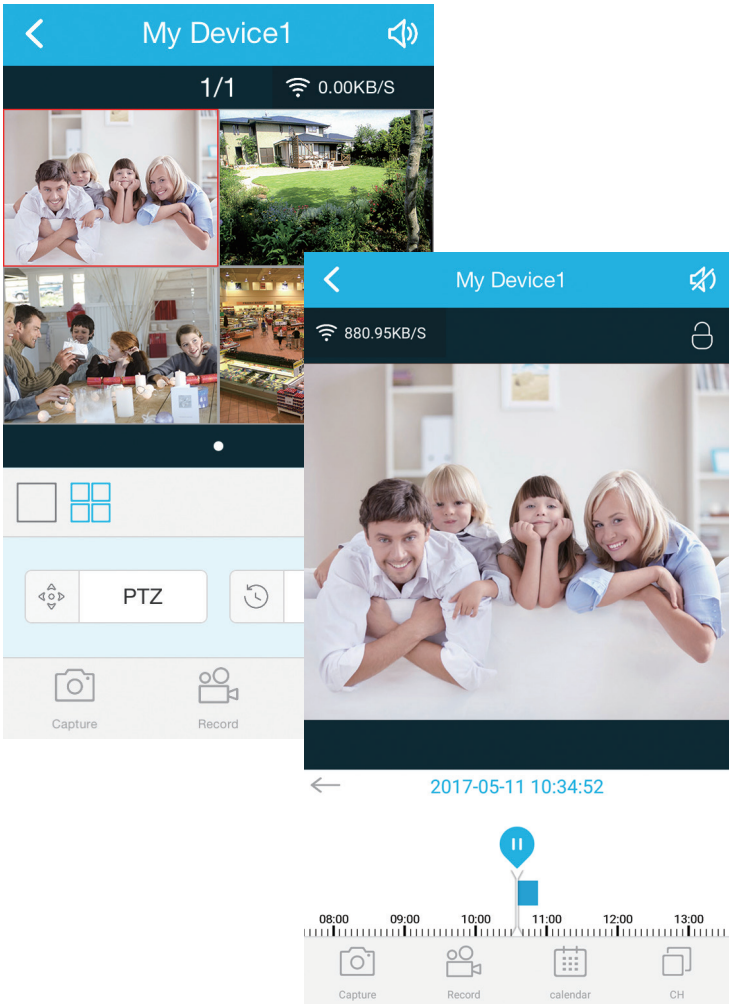 My Device1
1/1 0.00KB/S
PTZ
Capture Record
My Device1
880.95KB/S
2017-05-11 10:34:52
08:00 09:00 10:00 11:00 12:00 13:00
Capture Record calendar CH